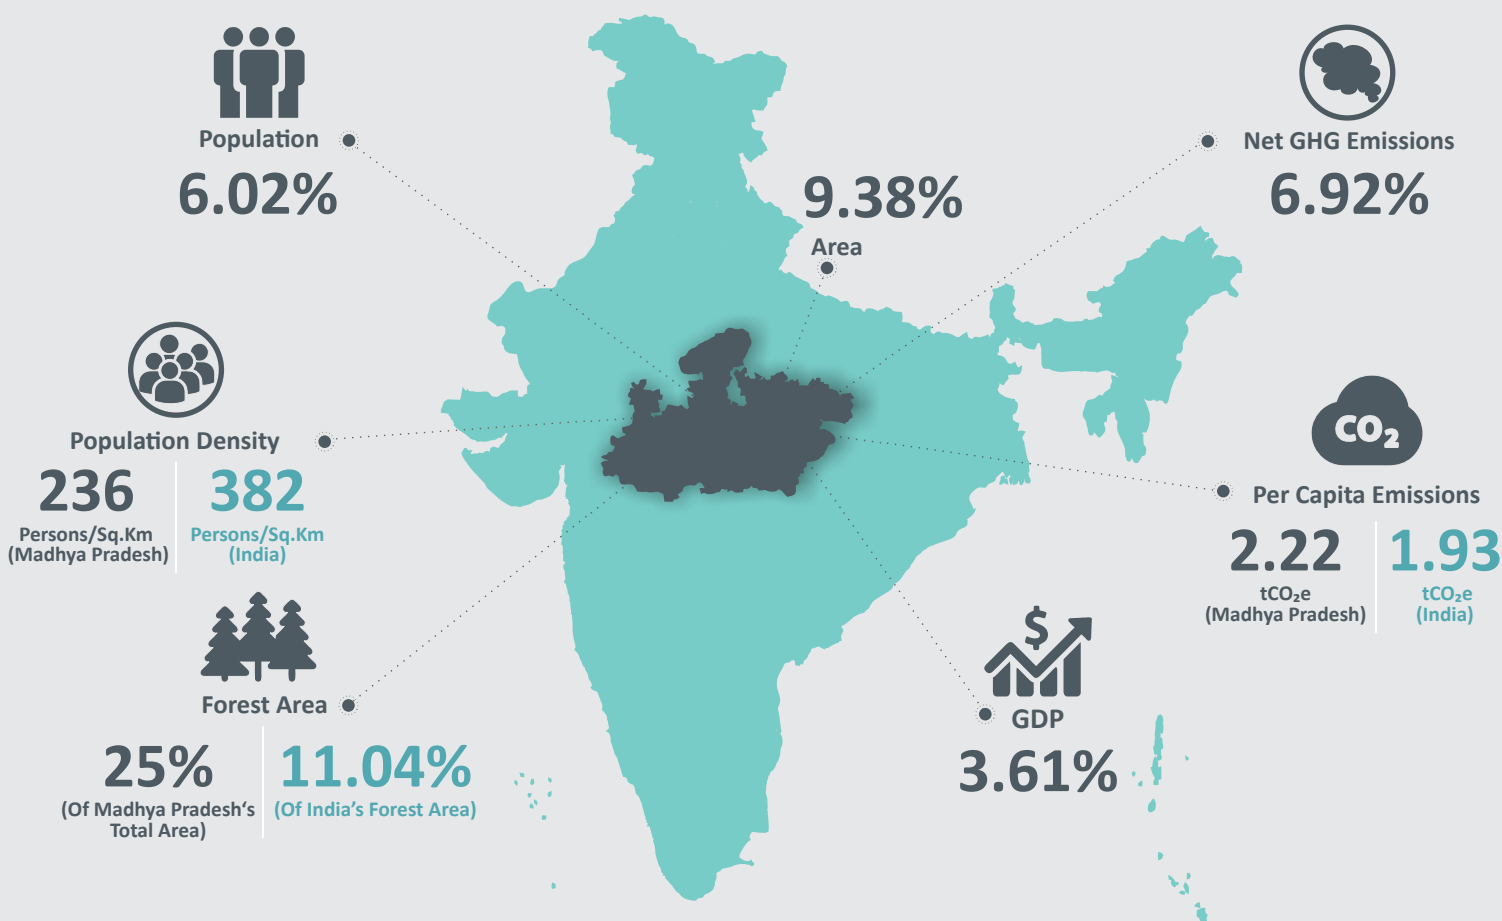 Population
6.02%
9.38%
Area
Net GHG Emissions
6.92%
Population Density
236
Persons/Sq.Km
(Madhya Pradesh)
382
Persons/Sq.Km
(India)
CO₂
Per Capita Emissions
2.22
tCO₂e
(Madhya Pradesh)
1.93
tCO₂e
(India)
Forest Area
25%
(Of Madhya Pradesh‘s
Total Area)
11.04%
(Of India’s Forest Area)
$
GDP
3.61%